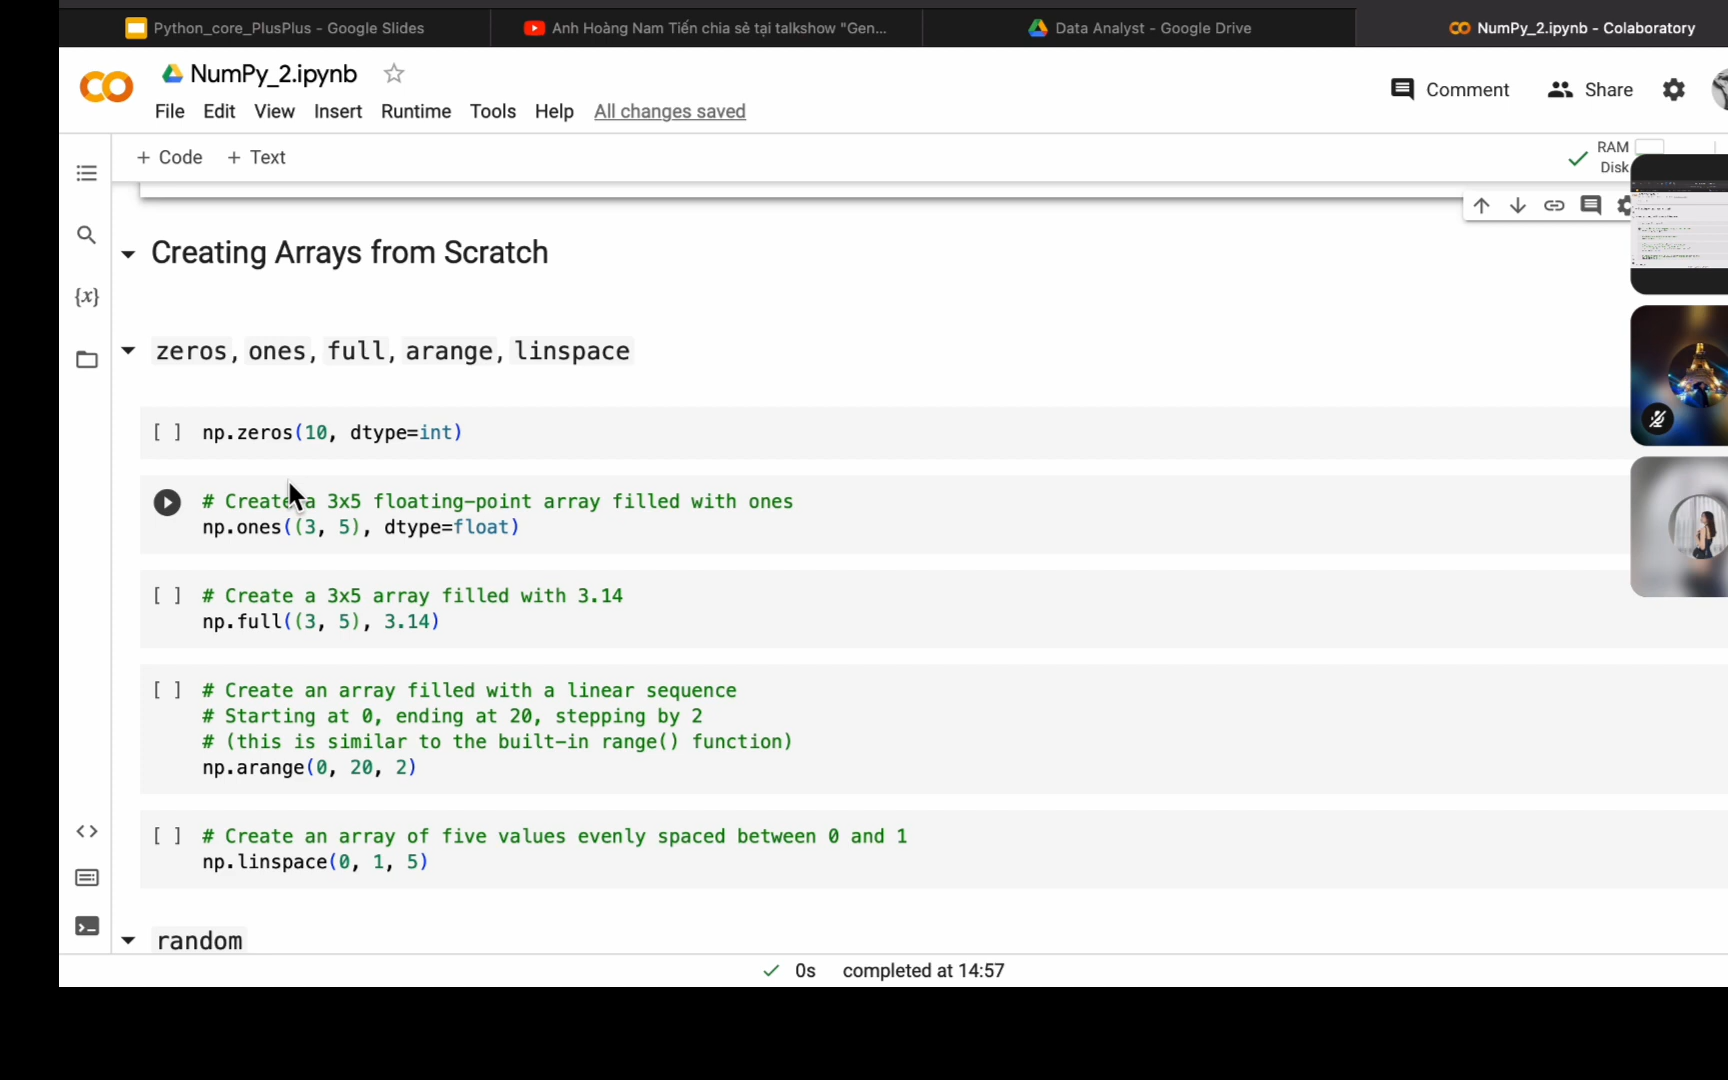 Python_core_PlusPlus - Google Slides
Anh Hoàng Nam Tiến chia sẻ tại talkshow "Gen...
Data Analyst - Google Drive
NumPy_2.ipynb - Colaboratory
NumPy_2.ipynb
Comment
Share
File Edit View Insert Runtime Tools Help All changes saved
+ Code + Text
RAM
Disk
Creating Arrays from Scratch
zeros, ones, full, arange, linspace
[ ] np.zeros(10, dtype=int)
# Create a 3x5 floating-point array filled with ones
np.ones((3, 5), dtype=float)
[ ] # Create a 3x5 array filled with 3.14
np.full((3, 5), 3.14)
[ ] # Create an array filled with a linear sequence
# Starting at 0, ending at 20, stepping by 2
# (this is similar to the built-in range() function)
np.arange(0, 20, 2)
[ ] # Create an array of five values evenly spaced between 0 and 1
np.linspace(0, 1, 5)
random
0s completed at 14:57